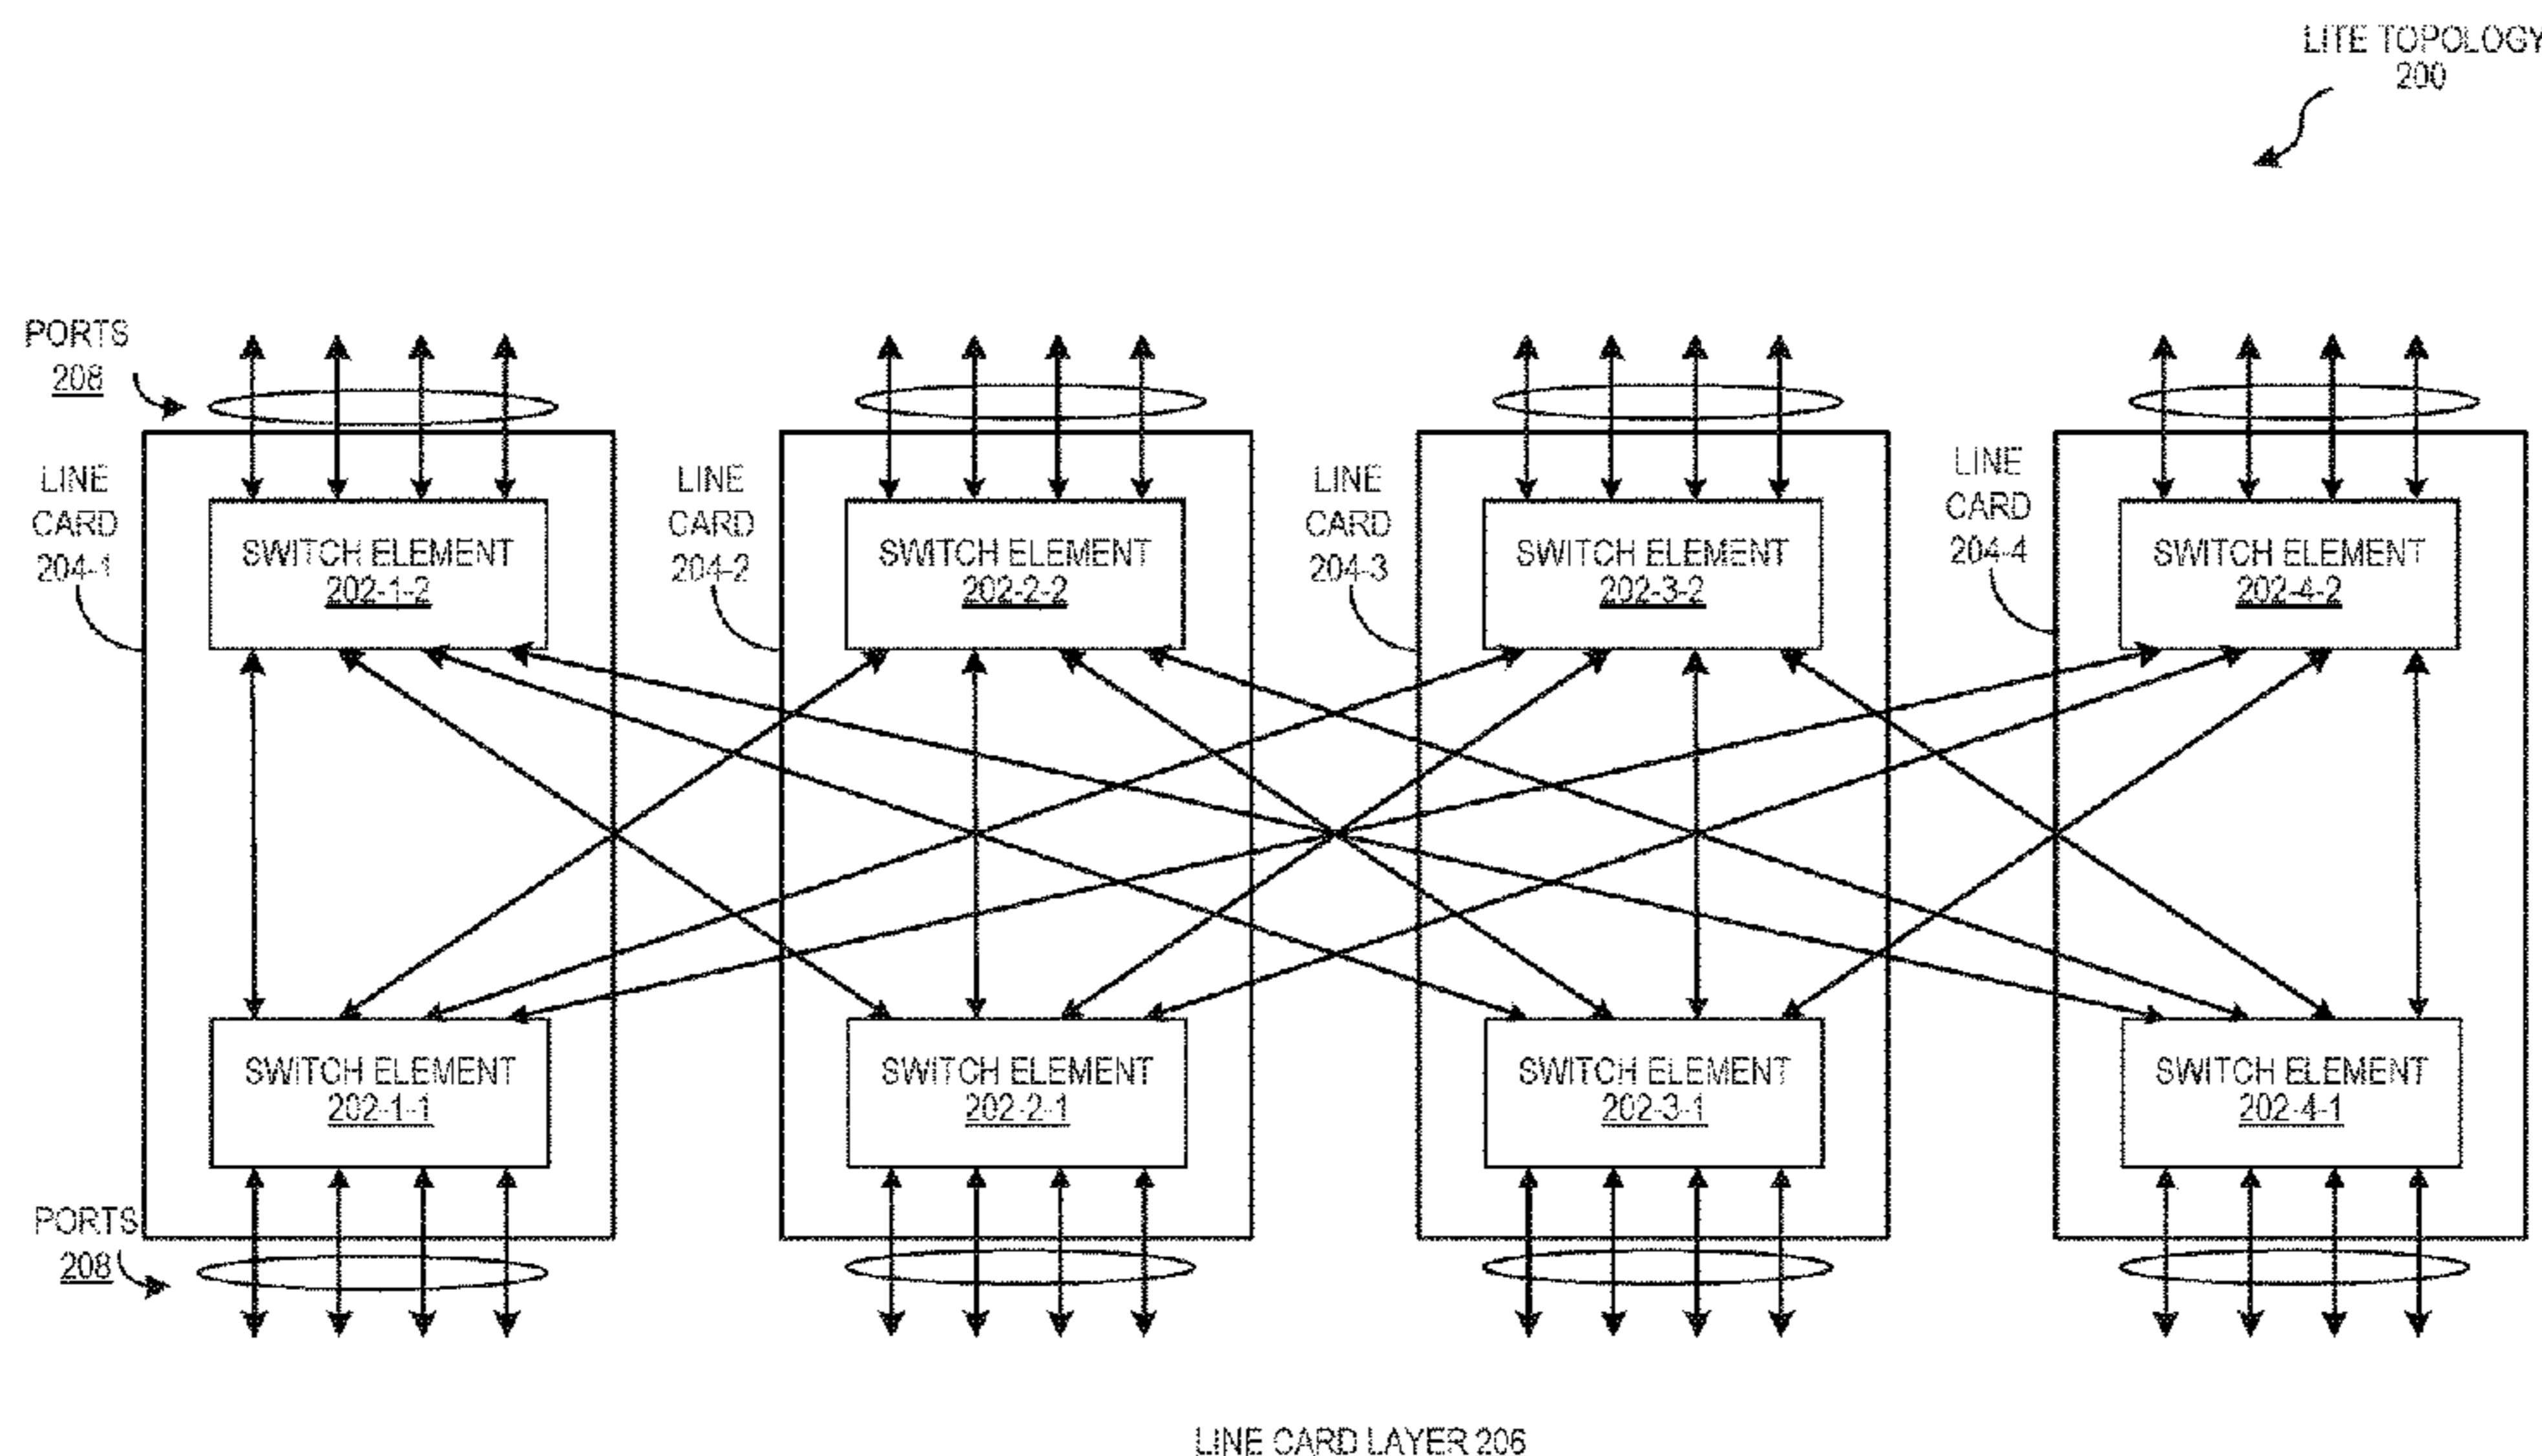 LITE TOPOLOGY
200
PORTS
208
LINE
CARD
204-1
LINE
CARD
204-2
LINE
CARD
204-3
LINE
CARD
204-4
SWITCH ELEMENT
202-1-2
SWITCH ELEMENT
202-2-2
SWITCH ELEMENT
202-3-2
SWITCH ELEMENT
202-4-2
SWITCH ELEMENT
202-1-1
SWITCH ELEMENT
202-2-1
SWITCH ELEMENT
202-3-1
SWITCH ELEMENT
202-4-1
PORTS
208
LINE CARD LAYER 206